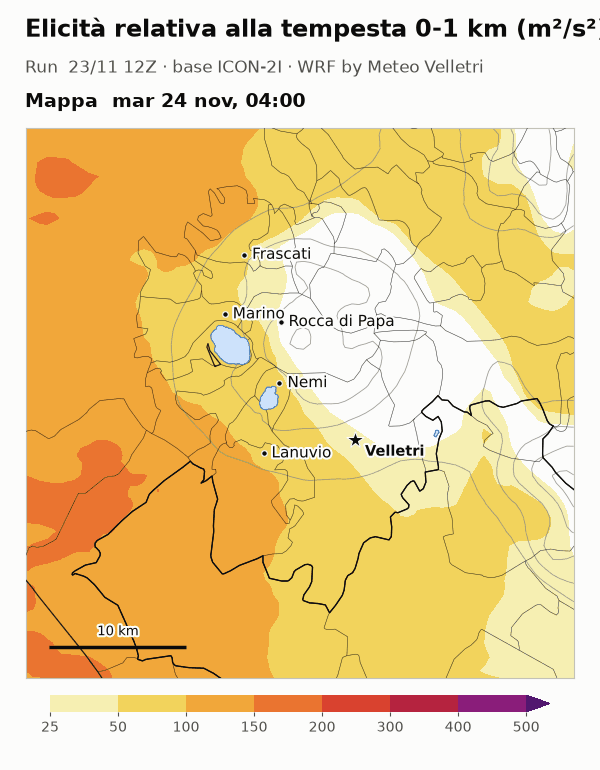 Elicità relativa alla tempesta 0-1 km (m²/s²)
Run  23/11 12Z · base ICON-2I · WRF by Meteo Velletri
Mappa  mar 24 nov, 04:00
Frascati
Marino
Rocca di Papa
Nemi
Lanuvio
Velletri
10 km
25 50 100 150 200 300 400 500